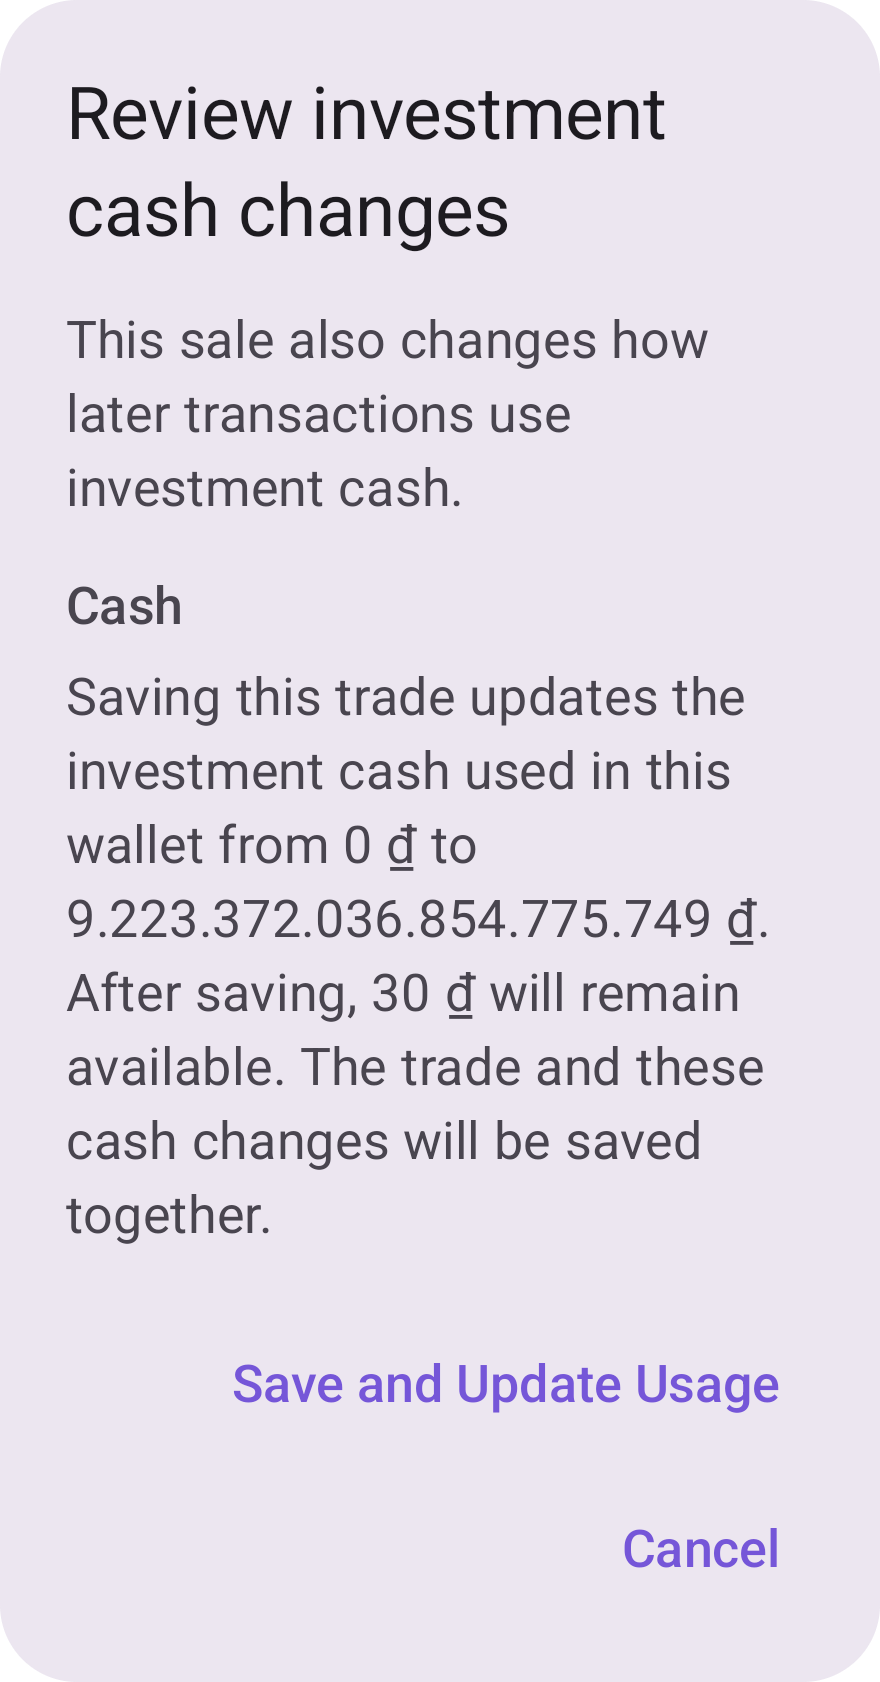 Review investment
cash changes
This sale also changes how
later transactions use
investment cash.
Cash
Saving this trade updates the
investment cash used in this
wallet from 0 ₫ to
9.223.372.036.854.775.749 ₫.
After saving, 30 ₫ will remain
available. The trade and these
cash changes will be saved
together.
Save and Update Usage
Cancel